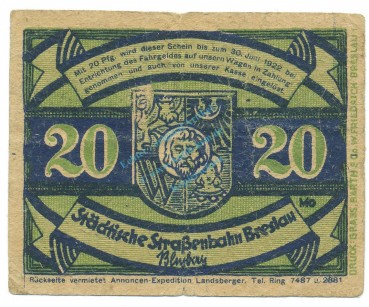 Mit 20 Pfg. wird dieser Schein bis zum 30. Juni 1922 bei
Entrichtung des Fahrgeldes auf unsern Wagen in Zahlung
genommen und auch von unserer Kasse eingelöst.
20
20
Städtische Straßenbahn Breslau
Rückseite vermietet Annoncen-Expedition Landsberger. Tel. Ring 7487 u. 2881
DRUCK: GRASS, BARTH & Co. W. FRIEDRICH BRESLAU I